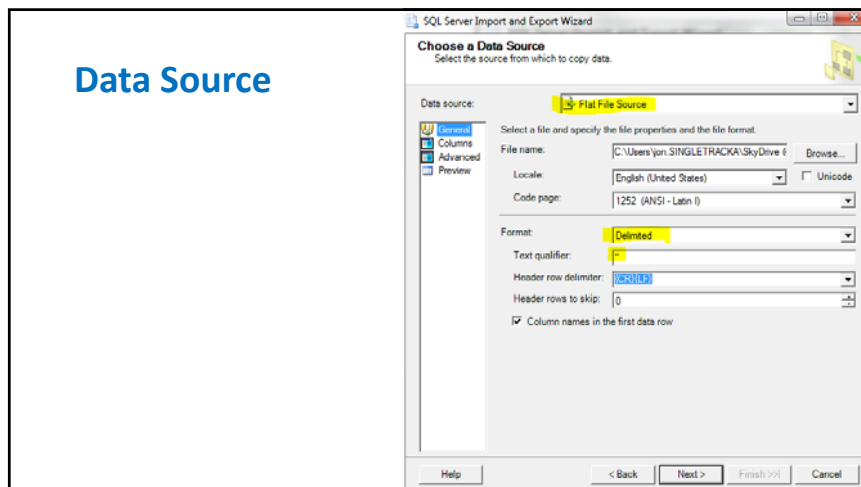 Data Source
SQL Server Import and Export Wizard
Choose a Data Source
Select the source from which to copy data.
Data source:
Flat File Source
General
Columns
Advanced
Preview
Select a file and specify the file properties and the file format.
File name:
C:\Users\jon.SINGLETRACKA\SkyDrive
Browse...
Locale:
English (United States)
Unicode
Code page:
1252 (ANSI - Latin I)
Format:
Delimited
Text qualifier:
"
Header row delimiter:
{CR}{LF}
Header rows to skip:
0
Column names in the first data row
Help
< Back
Next >
Finish >>|
Cancel